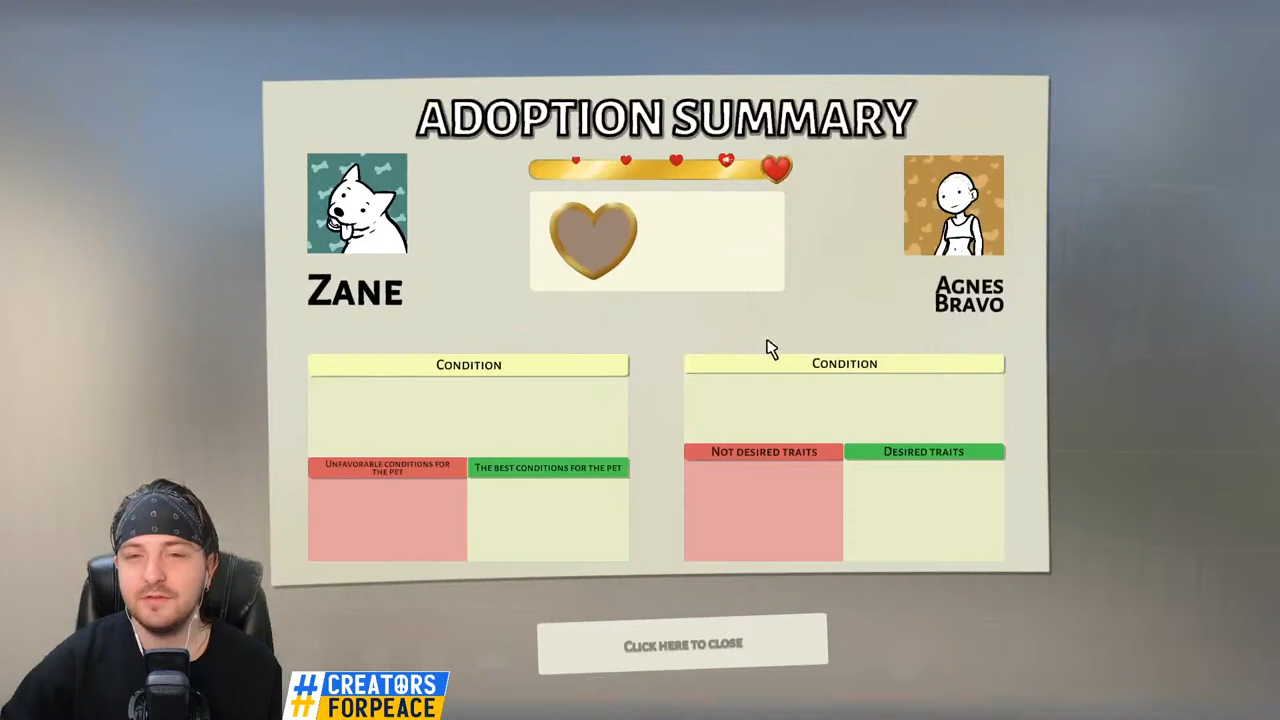 ADOPTION SUMMARY
ZANE
AGNES
BRAVO
CONDITION
CONDITION
UNFAVORABLE CONDITIONS FOR
THE PET
THE BEST CONDITIONS FOR THE PET
NOT DESIRED TRAITS
DESIRED TRAITS
CLICK HERE TO CLOSE
#CREATORS
#FORPEACE